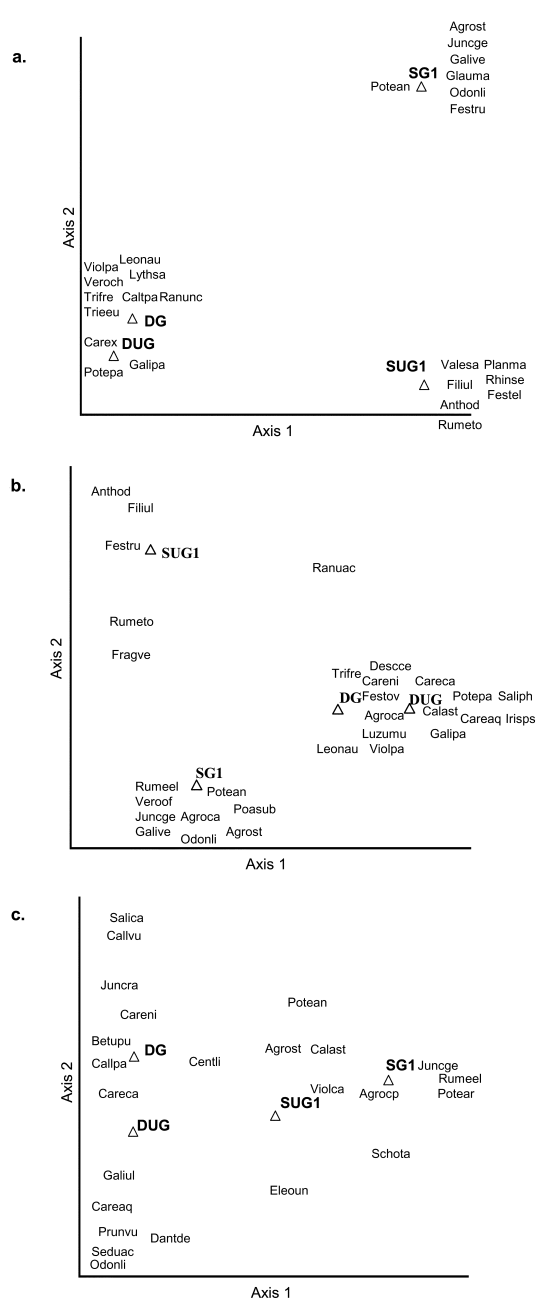 a.
Agrost
Juncge
Galive
SG1 Glauma
Potean Odonli
Festru
Axis 2
Leonau
Violpa Lythsa
Veroch
Trifre Caltpa Ranunc
Trieeu
DG
Carex DUG
Galipa
Potepa
SUG1 Valesa Planma
Filiul Rhinse
Festel
Anthod
Rumeto
Axis 1
b.
Anthod
Filiul
Festru SUG1
Ranuac
Rumeto
Fragve
Axis 2
Trifre Descce
Careni Careca
DG Festov DUG Potepa Saliph
Agroca Calast Careaq Irisps
Luzumu Galipa
Leonau Violpa
SG1
Rumeel Potean
Veroof Poasub
Juncge Agroca
Galive Odonli Agrost
Axis 1
c.
Salica
Callvu
Juncra
Potean
Careni
Betupu DG Agrost Calast
Callpa Centli SG1 Juncge
Rumeel
Axis 2
Careca Violca Agrocp Potear
SUG1
DUG
Schota
Galiul
Eleoun
Careaq
Prunvu Dantde
Seduac
Odonli
Axis 1